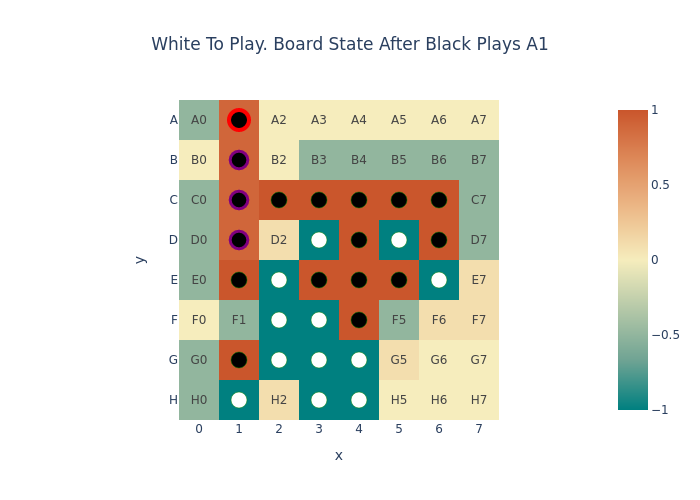 White To Play. Board State After Black Plays A1
A A0 A2 A3 A4 A5 A6 A7 1
B B0 B2 B3 B4 B5 B6 B7
C C0 C7 0.5
D D0 D2 D7
y
E E0 E7 0
F F0 F1 F5 F6 F7 −0.5
G G0 G5 G6 G7
H H0 H2 H5 H6 H7 −1
0 1 2 3 4 5 6 7
x